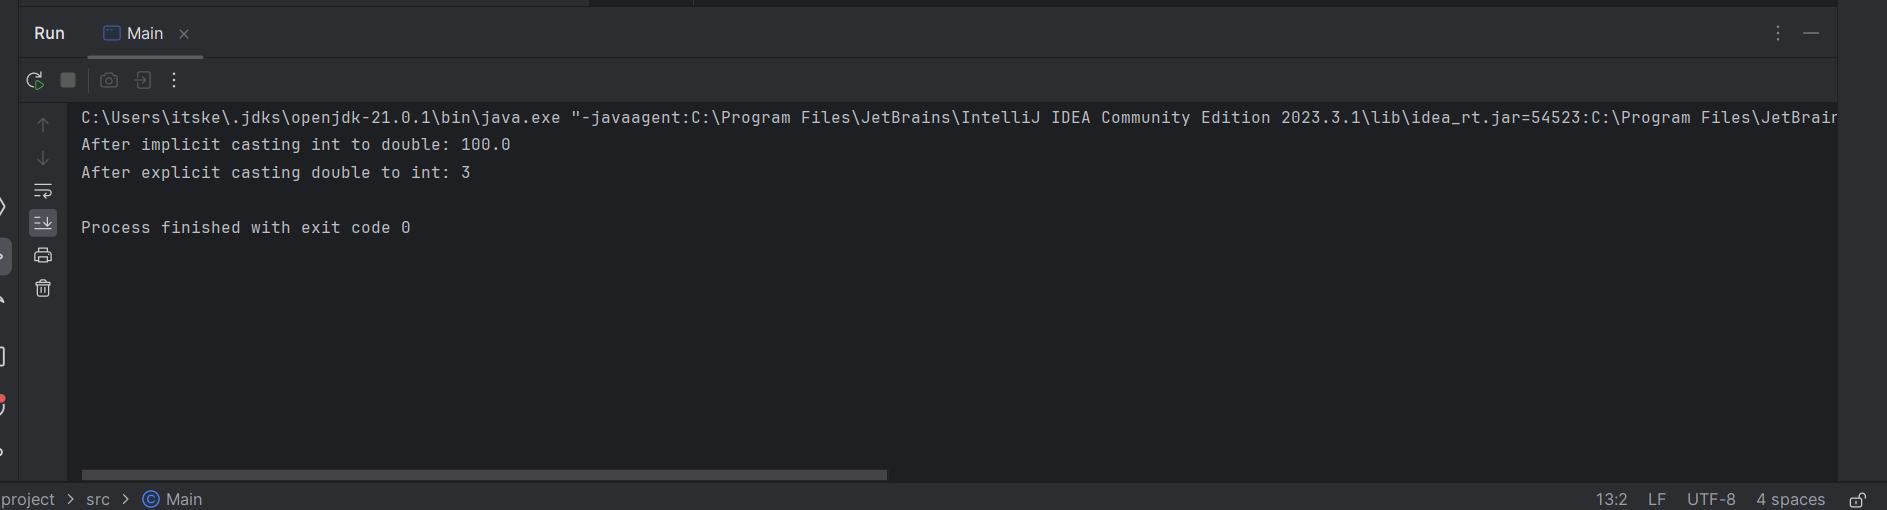 Run Main
C:\Users\itske\.jdks\openjdk-21.0.1\bin\java.exe "-javaagent:C:\Program Files\JetBrains\IntelliJ IDEA Community Edition 2023.3.1\lib\idea_rt.jar=54523:C:\Program Files\JetBrain
After implicit casting int to double: 100.0
After explicit casting double to int: 3
Process finished with exit code 0
project > src > Main 13:2 LF UTF-8 4 spaces